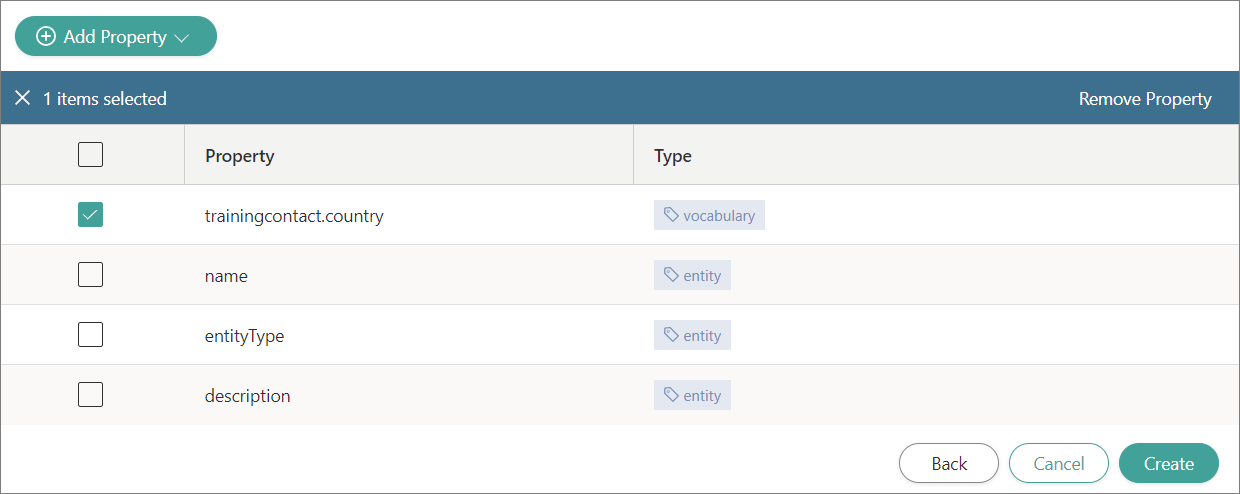 Add Property
1 items selected Remove Property
Property Type
trainingcontact.country vocabulary
name entity
entityType entity
description entity
Back Cancel Create